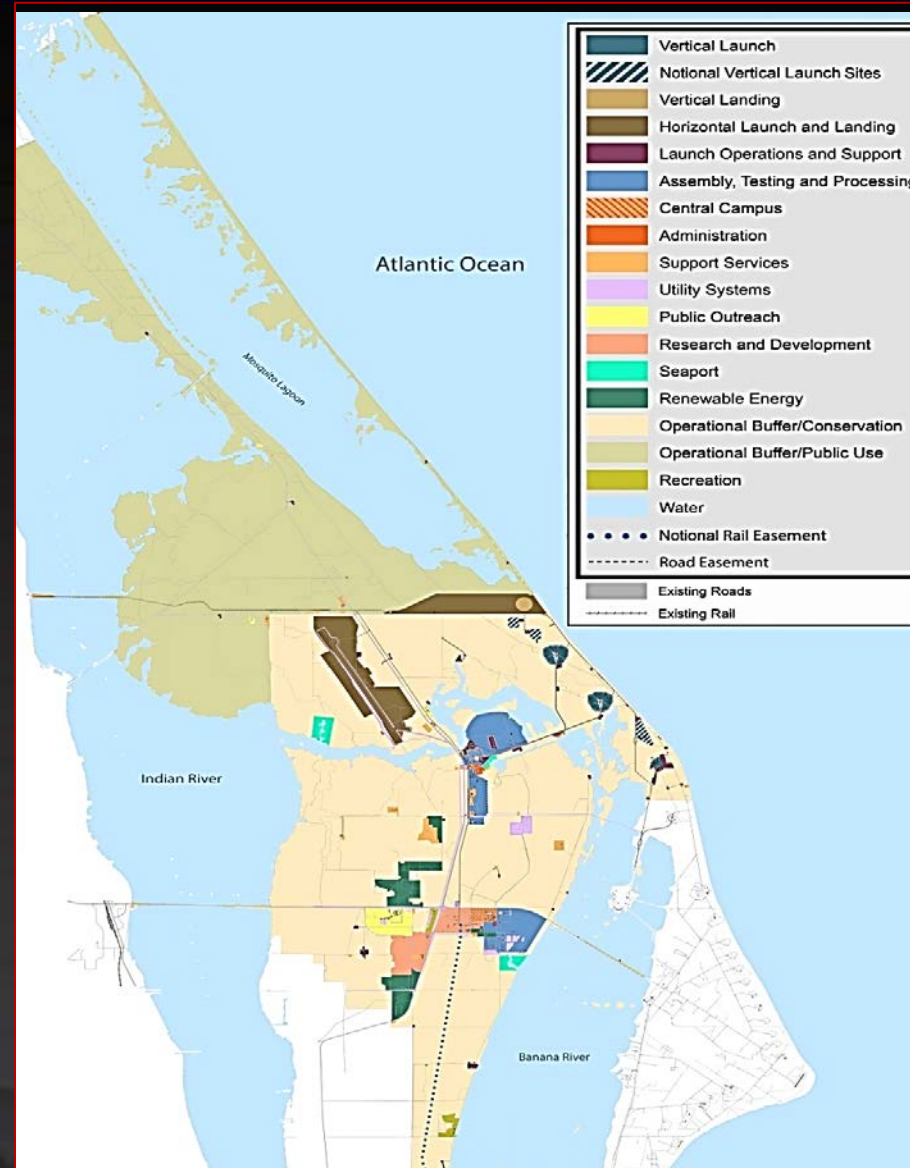 Vertical Launch
Notional Vertical Launch Sites
Vertical Landing
Horizontal Launch and Landing
Launch Operations and Support
Assembly, Testing and Processing
Central Campus
Administration
Support Services
Utility Systems
Public Outreach
Research and Development
Seaport
Renewable Energy
Operational Buffer/Conservation
Operational Buffer/Public Use
Recreation
Water
Notional Rail Easement
Road Easement
Existing Roads
Existing Rail
Atlantic Ocean
Mosquito Lagoon
Indian River
Banana River